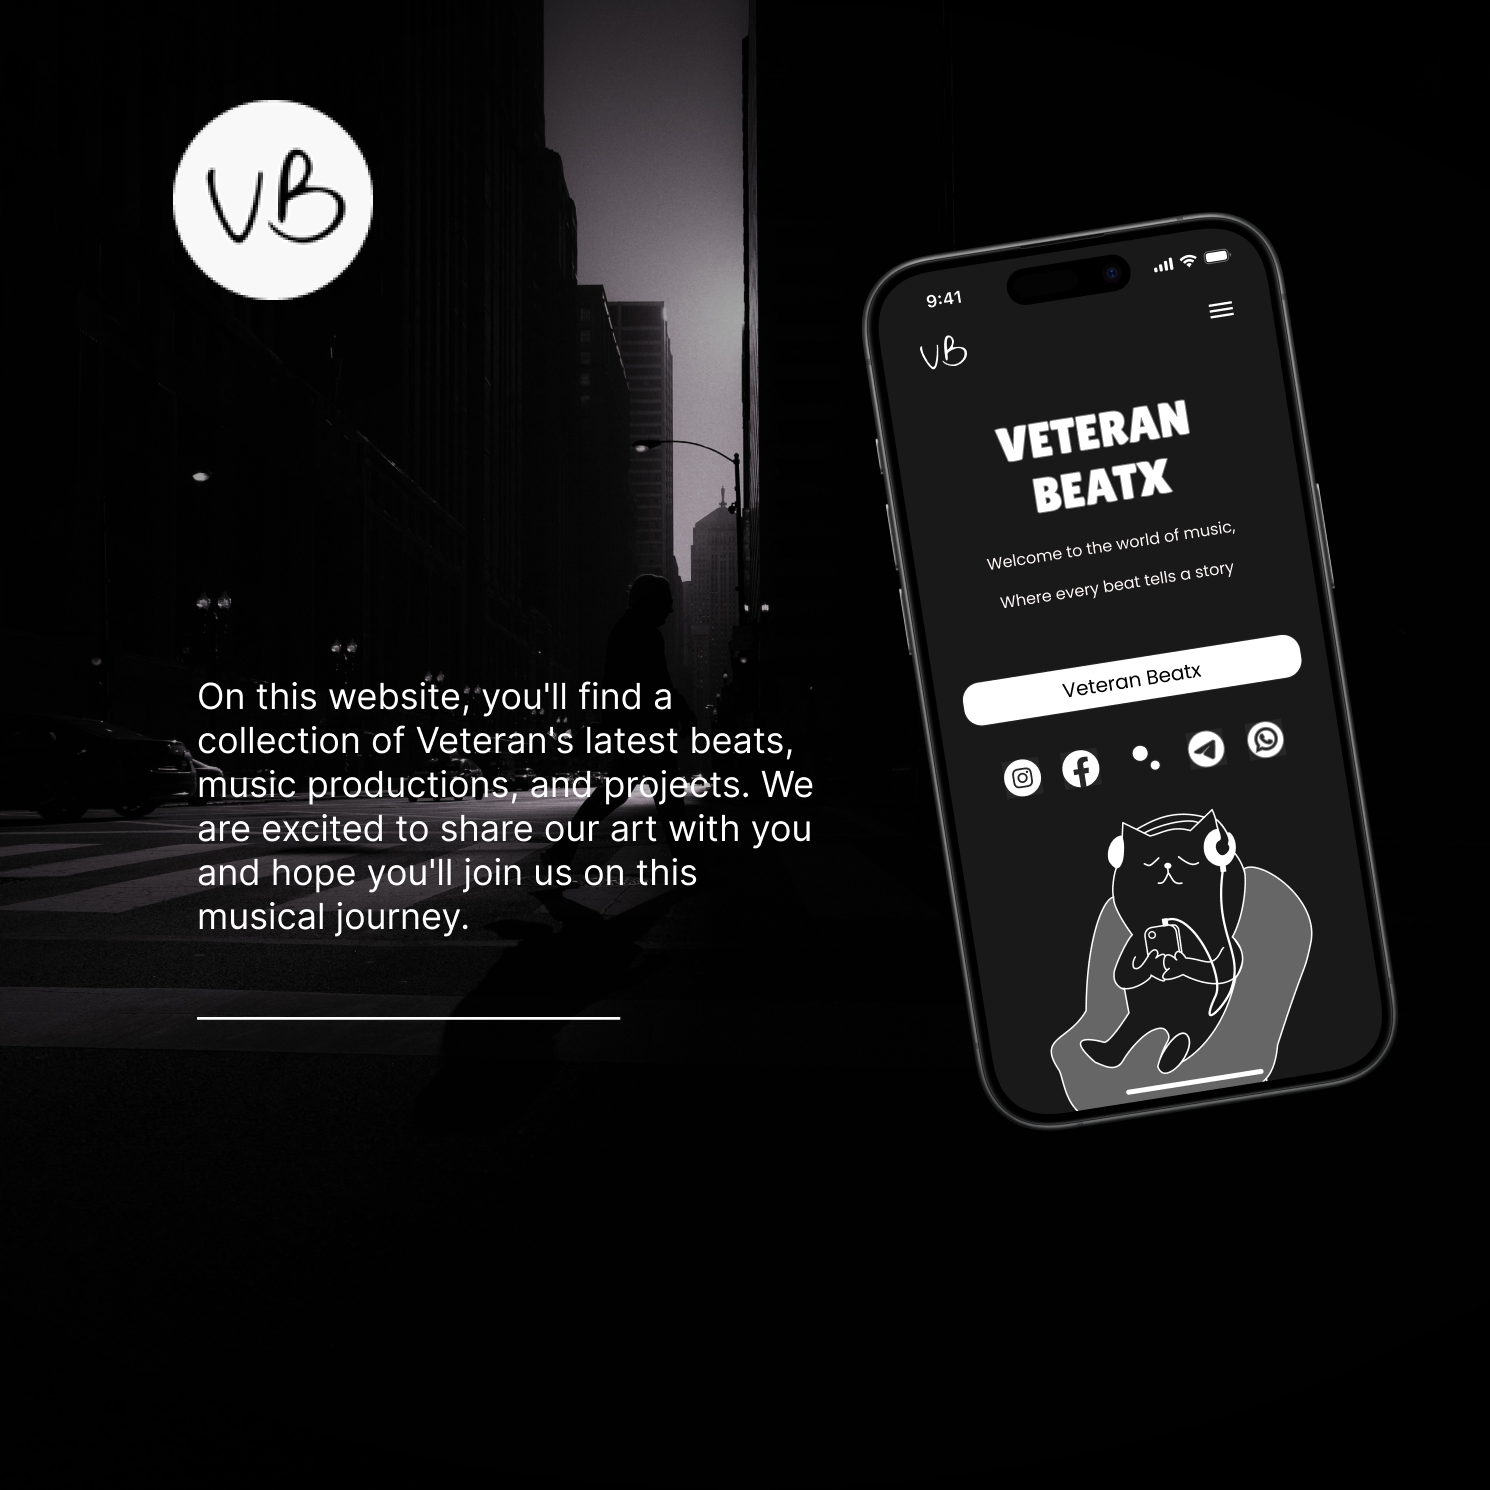 VB
On this website, you'll find a
collection of Veteran's latest beats,
music productions, and projects. We
are excited to share our art with you
and hope you'll join us on this
musical journey.
9:41
VB
VETERAN
BEATX
Welcome to the world of music,
Where every beat tells a story
Veteran Beatx